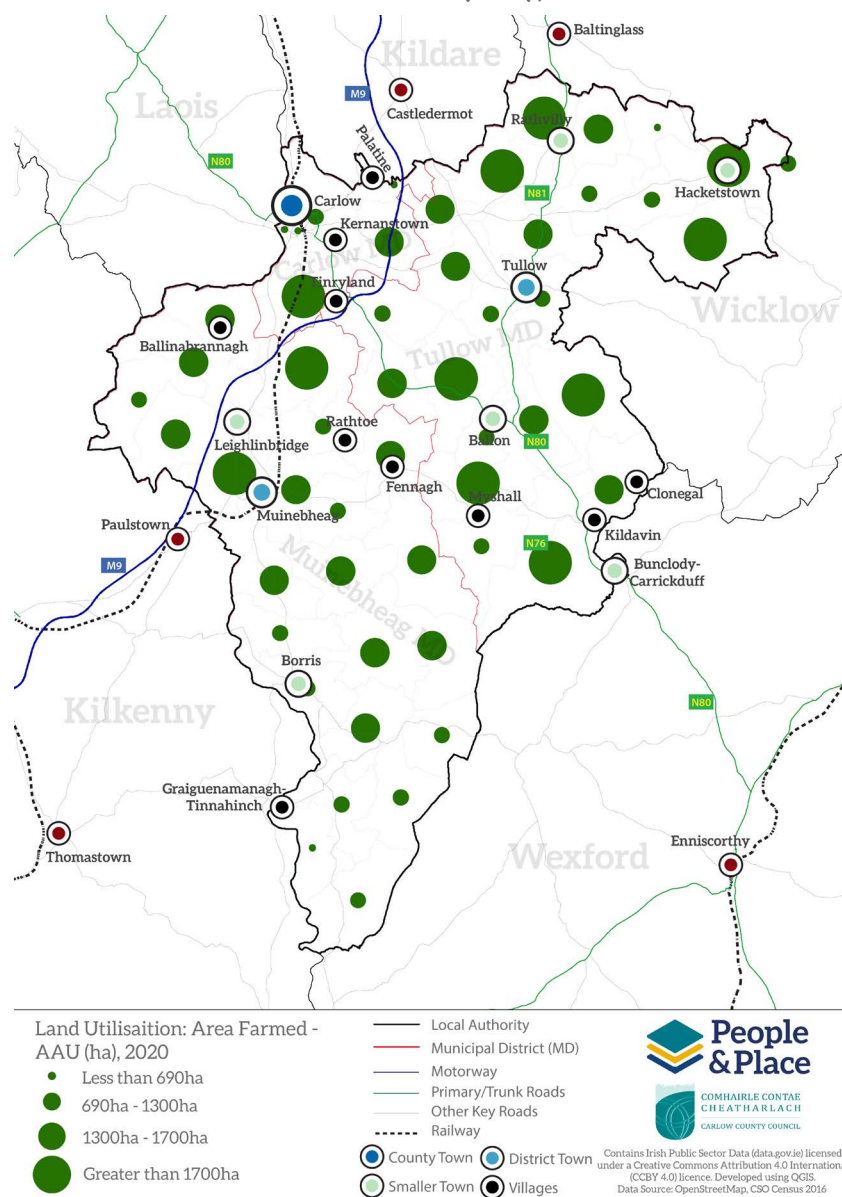 Baltinglass
Kildare
M9
Castledermot
Laois
Rathvilly
Palatine
N80
Hacketstown
N81
Carlow
Kernanstown
Carlow MD
Tullow
Tinryland
Wicklow
Ballinabrannagh
Tullow MD
Rathtoe
Ballon
Leighlinbridge
N80
Fennagh
Clonegal
Myshall
Muinebheag
Paulstown
Kildavin
N76
M9
Bunclody-
Carrickduff
Muinebheag MD
Borris
N80
Kilkenny
Graiguenamanagh-
Tinnahinch
Enniscorthy
Wexford
Thomastown
Land Utilisaition: Area Farmed -
AAU (ha), 2020
Less than 690ha
690ha - 1300ha
1300ha - 1700ha
Greater than 1700ha
Local Authority
Municipal District (MD)
Motorway
Primary/Trunk Roads
Other Key Roads
Railway
County Town
District Town
Smaller Town
Villages
People
&Place
COMHAIRLE CONTAE
CHEATHARLACH
CARLOW COUNTY COUNCIL
Contains Irish Public Sector Data (data.gov.ie) licensed
under a Creative Commons Attribution 4.0 Internation
(CCBY 4.0) licence. Developed using QGIS.
Data Source: OpenStreetMap, CSO Census 2016